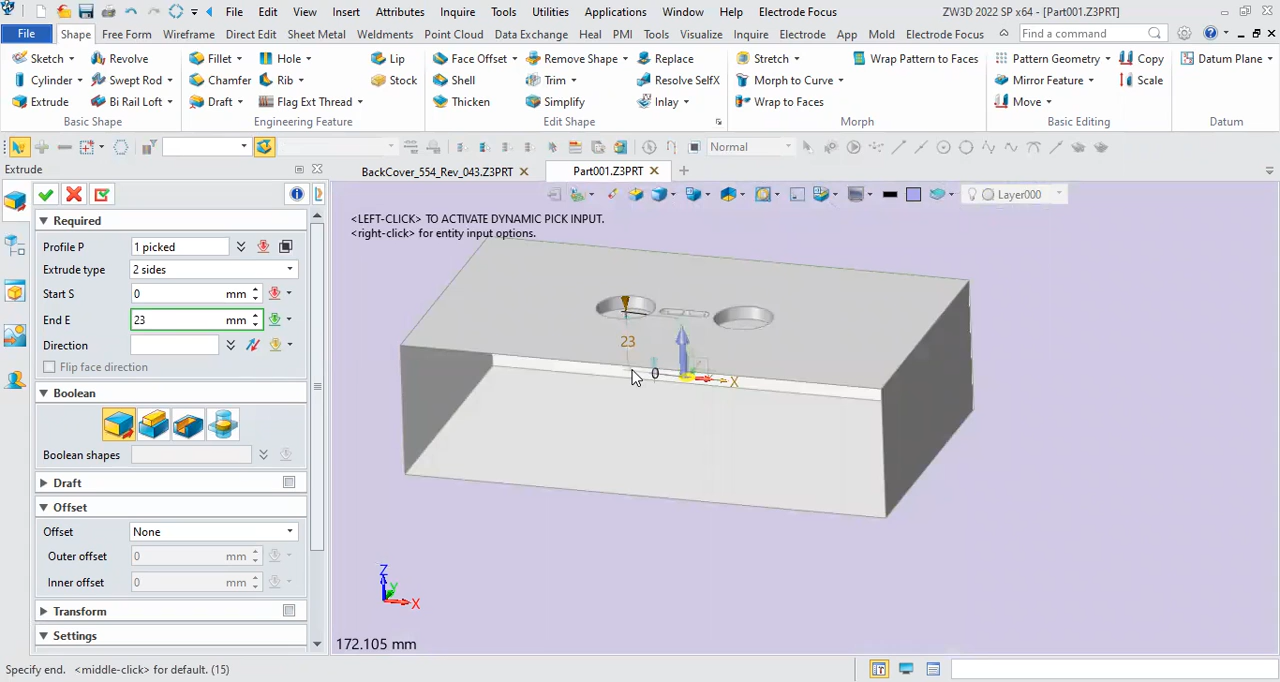 File Edit View Insert Attributes Inquire Tools Utilities Applications Window Help Electrode Focus ZW3D 2022 SP x64 - [Part001.Z3PRT]
File Shape Free Form Wireframe Direct Edit Sheet Metal Weldments Point Cloud Data Exchange Heal PMI Tools Visualize Inquire Electrode App Mold Electrode Focus Find a command
Sketch Revolve Fillet Hole Lip Face Offset Remove Shape Replace Stretch Wrap Pattern to Faces Pattern Geometry Copy Datum Plane
Cylinder Swept Rod Chamfer Rib Stock Shell Trim Resolve SelfX Morph to Curve Mirror Feature Scale
Extrude Bi Rail Loft Draft Flag Ext Thread Thicken Simplify Inlay Wrap to Faces Move
Basic Shape Engineering Feature Edit Shape Morph Basic Editing Datum
Normal
Extrude BackCover_554_Rev_043.Z3PRT Part001.Z3PRT
Layer000
Required
<LEFT-CLICK> TO ACTIVATE DYNAMIC PICK INPUT.
<right-click> for entity input options.
Profile P 1 picked
Extrude type 2 sides
Start S 0 mm
End E 23 mm
Direction
Flip face direction
Boolean
Boolean shapes
Draft
Offset
Offset None
Outer offset 0 mm
Inner offset 0 mm
Transform
Settings
23
0
X
Z
Y
X
172.105 mm
Specify end. <middle-click> for default. (15)